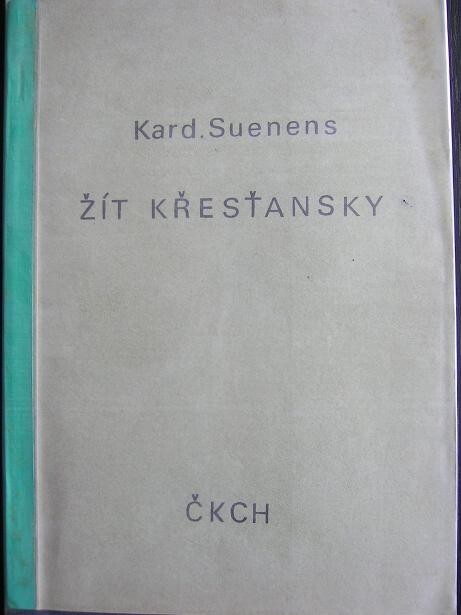 Kard. Suenens
ŽÍT KŘESŤANSKY
ČKCH